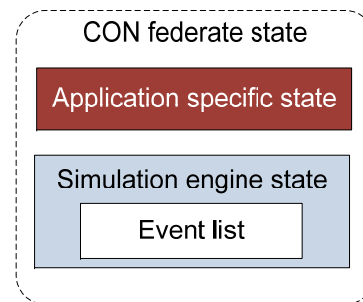 CON federate state
Application specific state
Simulation engine state
Event list